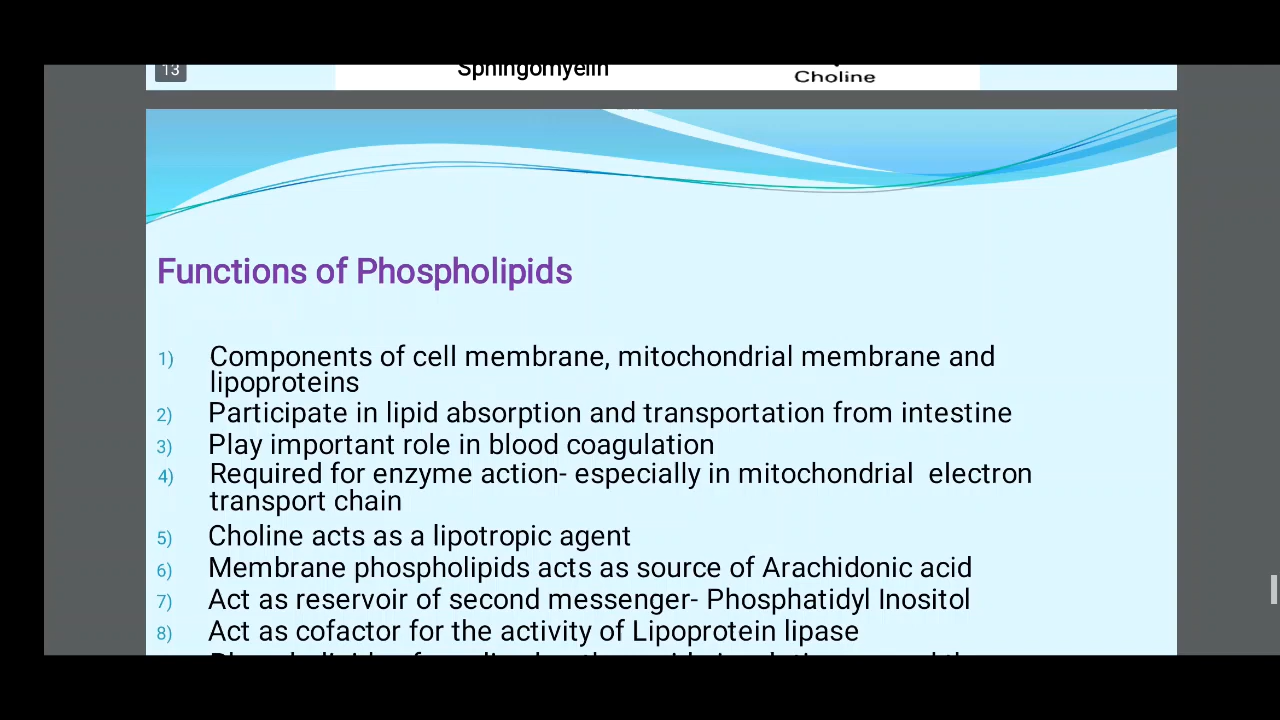 13
Sphingomyelin
Choline
Functions of Phospholipids
1) Components of cell membrane, mitochondrial membrane and
lipoproteins
2) Participate in lipid absorption and transportation from intestine
3) Play important role in blood coagulation
4) Required for enzyme action- especially in mitochondrial electron
transport chain
5) Choline acts as a lipotropic agent
6) Membrane phospholipids acts as source of Arachidonic acid
7) Act as reservoir of second messenger- Phosphatidyl Inositol
8) Act as cofactor for the activity of Lipoprotein lipase